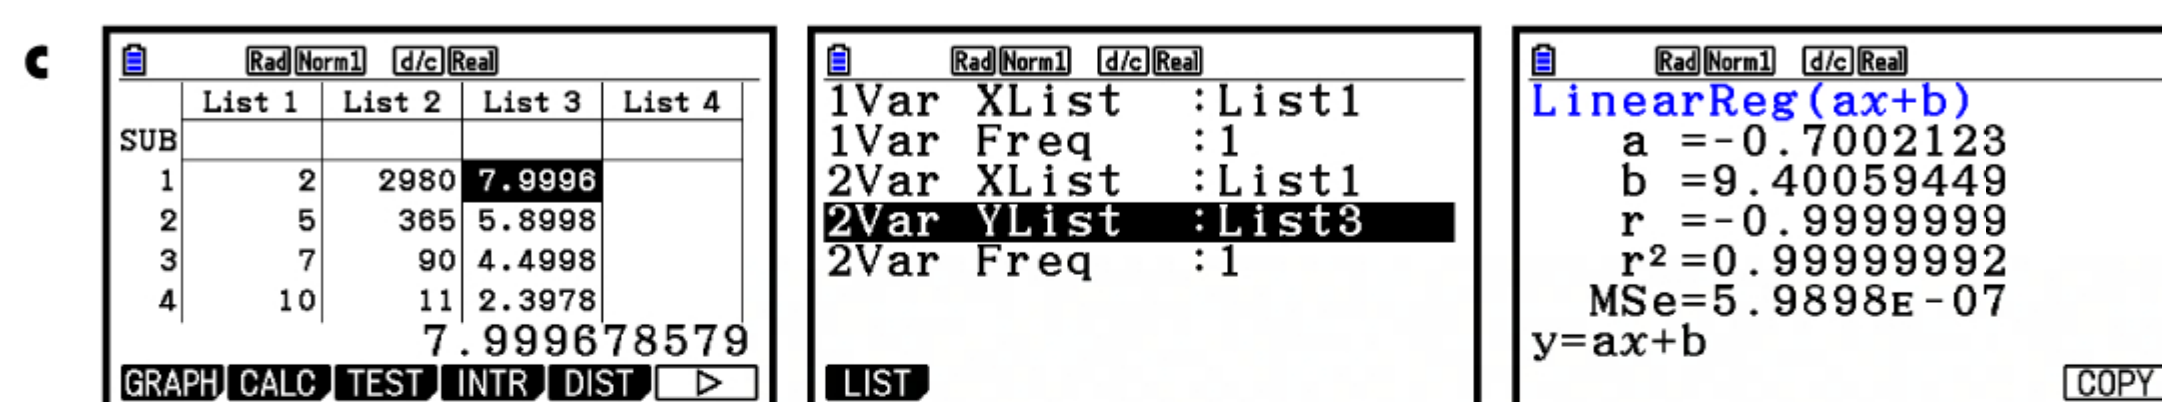 c
Rad Norm1 d/c Real
List 1 List 2 List 3 List 4
SUB
1 2 2980 7.9996
2 5 365 5.8998
3 7 90 4.4998
4 10 11 2.3978
7.999678579
GRAPH CALC TEST INTR DIST ▷
Rad Norm1 d/c Real
1Var XList :List1
1Var Freq :1
2Var XList :List1
2Var YList :List3
2Var Freq :1
LIST
Rad Norm1 d/c Real
LinearReg(ax+b)
a =-0.7002123
b =9.40059449
r =-0.9999999
r²=0.99999992
MSe=5.9898ᴇ-07
y=ax+b
COPY